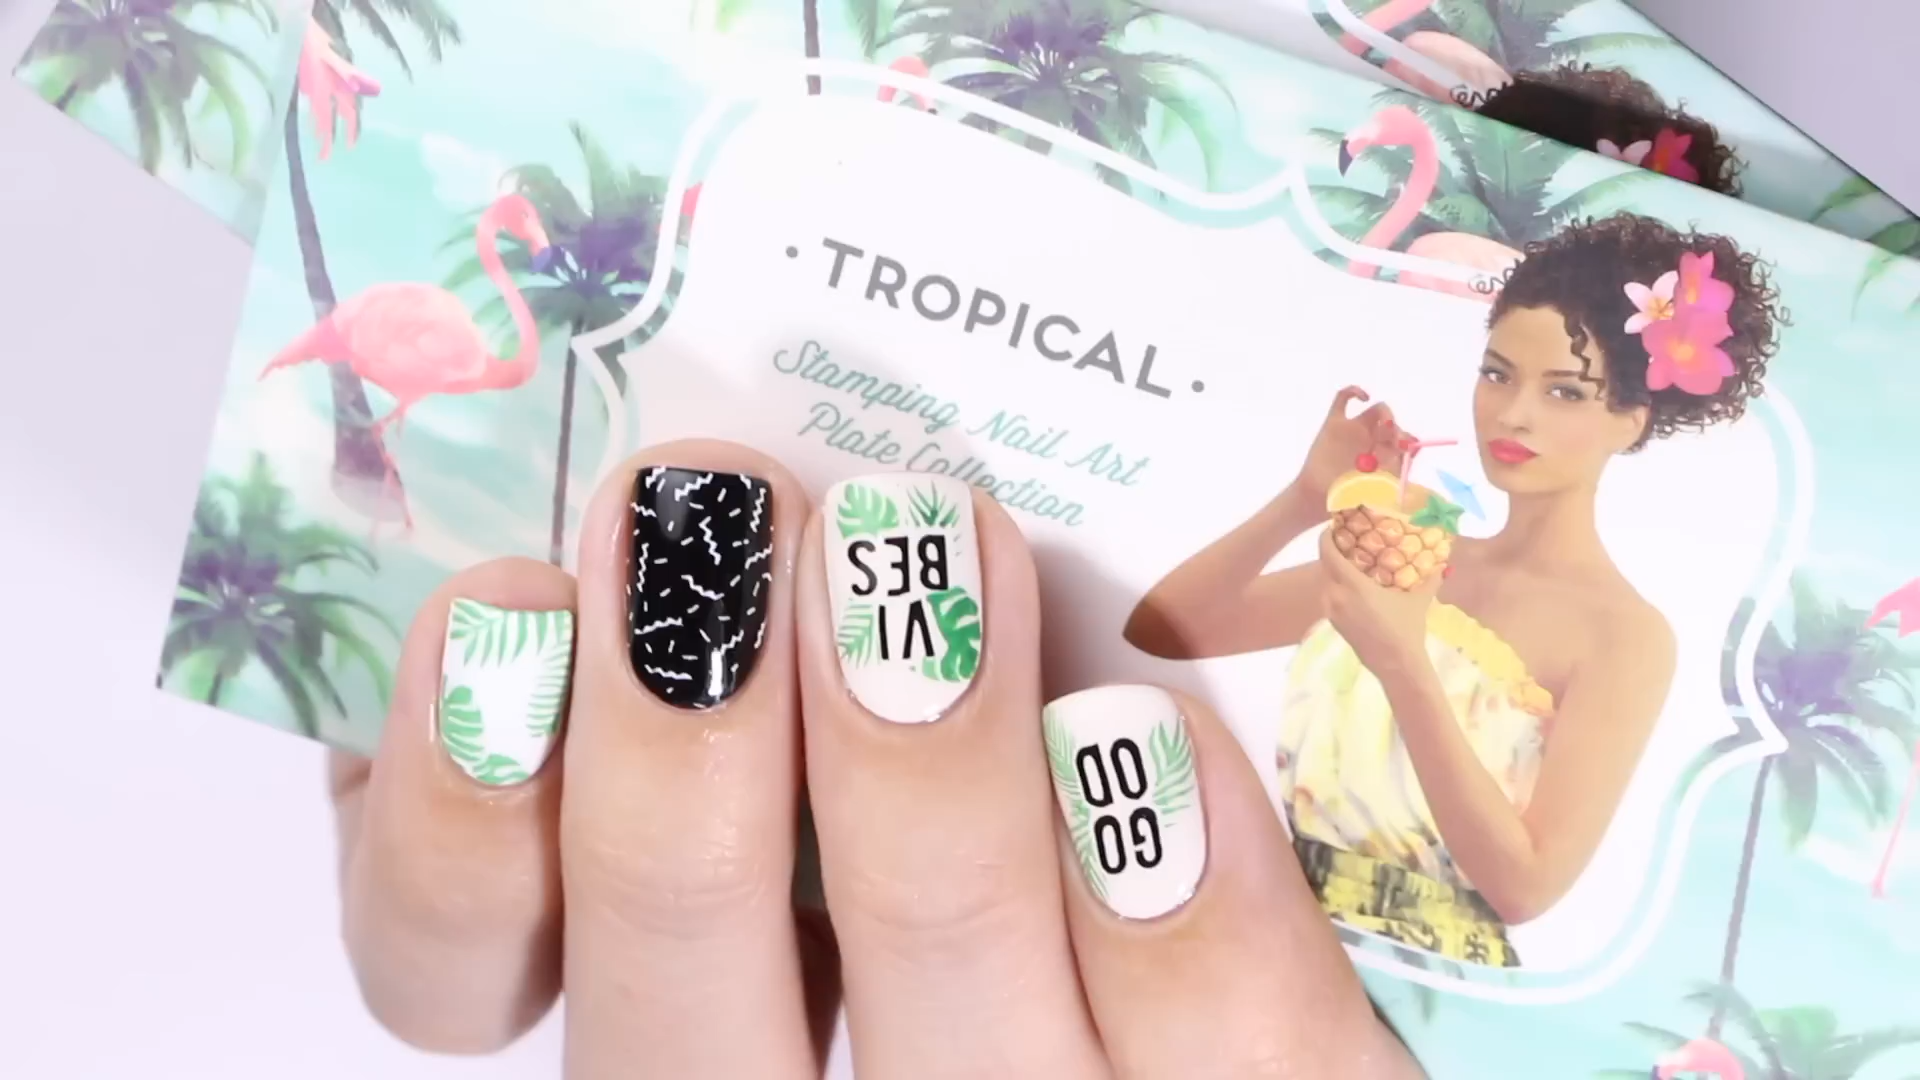 • TROPICAL •
Stamping Nail Art
Plate Collection
GO
OD
VI
BES